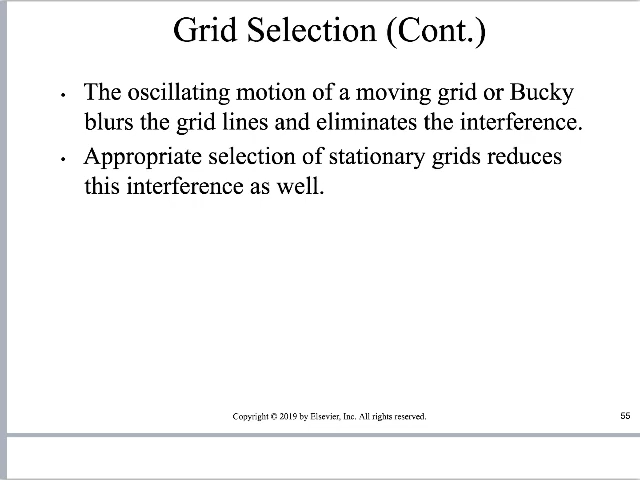 Grid Selection (Cont.)
• The oscillating motion of a moving grid or Bucky
blurs the grid lines and eliminates the interference.
• Appropriate selection of stationary grids reduces
this interference as well.
Copyright © 2019 by Elsevier, Inc. All rights reserved.
55